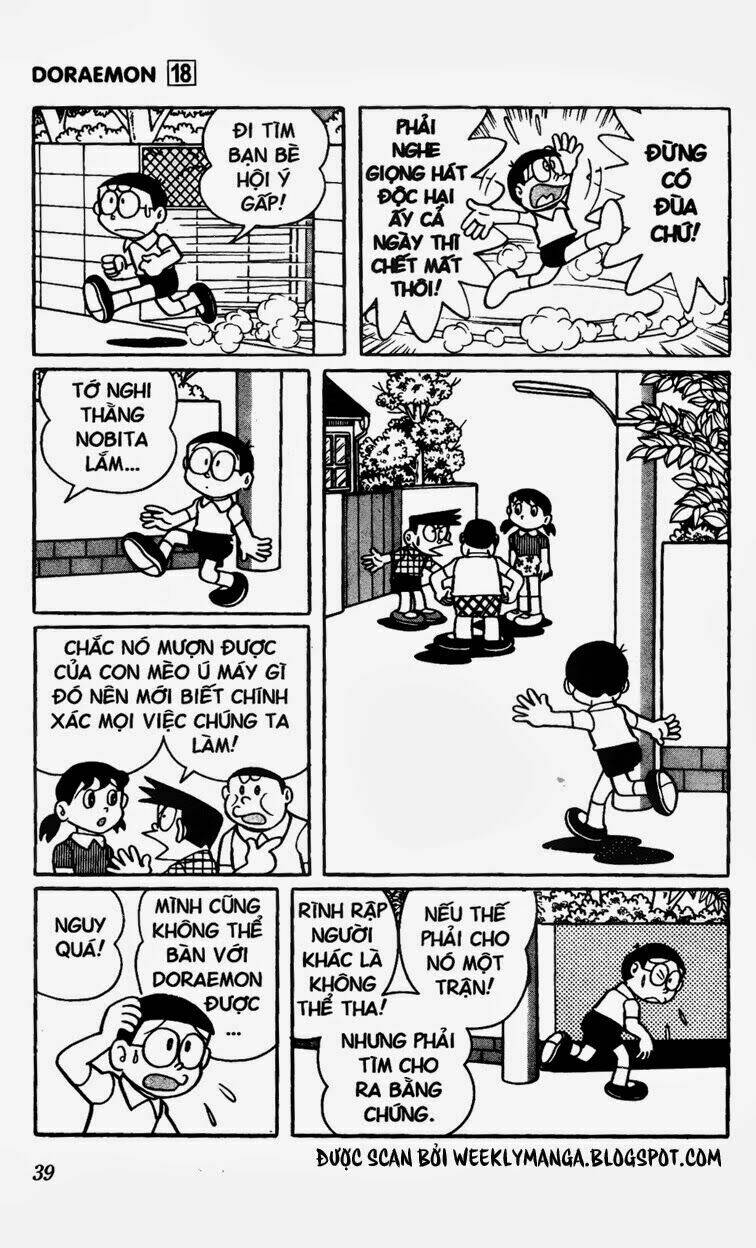 DORAEMON 18
ĐỪNG
CÓ
ĐÙA
CHỨ!
PHẢI
NGHE
GIỌNG HÁT
ĐỘC HẠI
ẤY CẢ
NGÀY THÌ
CHẾT MẤT
THÔI!
ĐI TÌM
BẠN BÈ
HỘI Ý
GẤP!
TỚ NGHI
THẰNG
NOBITA
LẮM...
CHẮC NÓ MƯỢN ĐƯỢC
CỦA CON MÈO Ú MÁY GÌ
ĐÓ NÊN MỚI BIẾT CHÍNH
XÁC MỌI VIỆC CHÚNG TA
LÀM!
NẾU THẾ
PHẢI CHO
NÓ MỘT
TRẬN!
RÌNH RẬP
NGƯỜI
KHÁC LÀ
KHÔNG
THỂ THA!
NHƯNG PHẢI
TÌM CHO
RA BẰNG
CHỨNG.
MÌNH CŨNG
KHÔNG THỂ
BÀN VỚI
DORAEMON
ĐƯỢC
...
NGUY
QUÁ!
39
ĐƯỢC SCAN BỞI WEEKLYMANGA.BLOGSPOT.COM